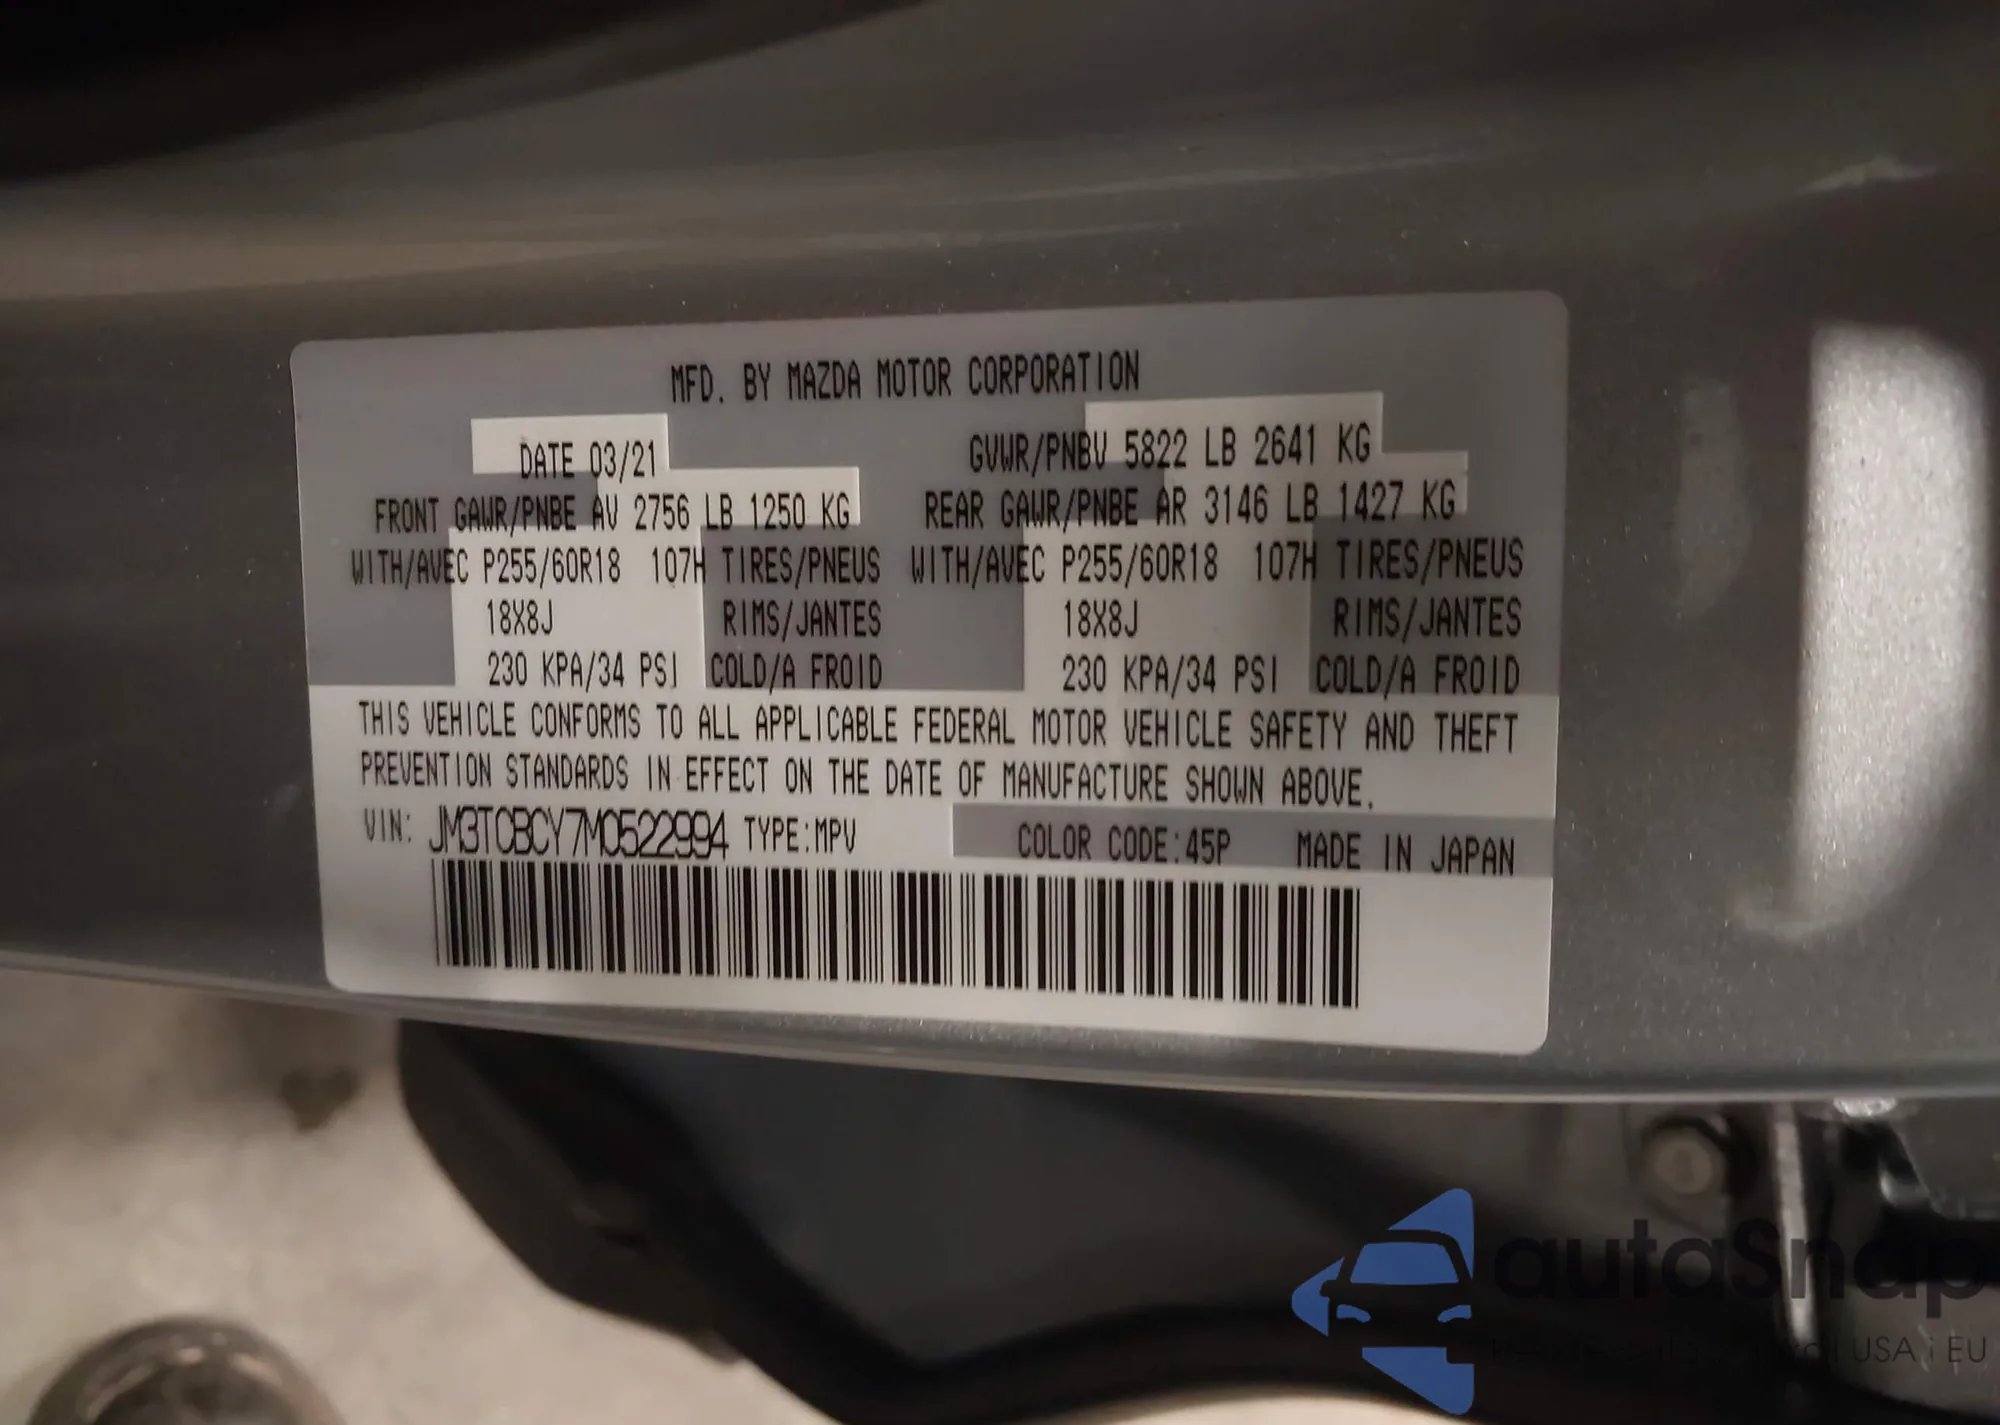 MFD. BY MAZDA MOTOR CORPORATION
DATE 03/21 GVWR/PNBV 5822 LB 2641 KG
FRONT GAWR/PNBE AV 2756 LB 1250 KG REAR GAWR/PNBE AR 3146 LB 1427 KG
WITH/AVEC P255/60R18 107H TIRES/PNEUS WITH/AVEC P255/60R18 107H TIRES/PNEUS
18X8J RIMS/JANTES 18X8J RIMS/JANTES
230 KPA/34 PSI COLD/A FROID 230 KPA/34 PSI COLD/A FROID
THIS VEHICLE CONFORMS TO ALL APPLICABLE FEDERAL MOTOR VEHICLE SAFETY AND THEFT
PREVENTION STANDARDS IN EFFECT ON THE DATE OF MANUFACTURE SHOWN ABOVE.
VIN: JM3TCBCY7M0522994 TYPE:MPV COLOR CODE:45P MADE IN JAPAN
autaSnap
USA i EU